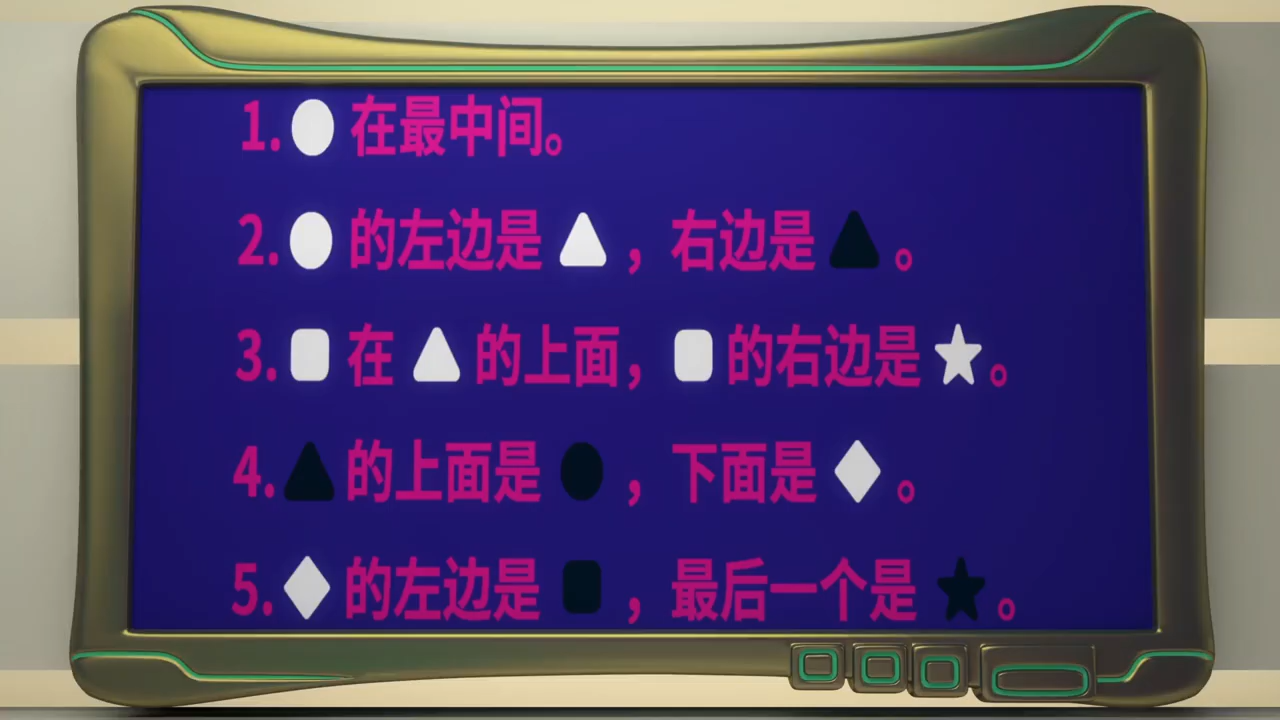 1. 在最中间。
2. 的左边是 ，右边是 。
3. 在 的上面， 的右边是 。
4. 的上面是 ，下面是 。
5. 的左边是 ，最后一个是 。